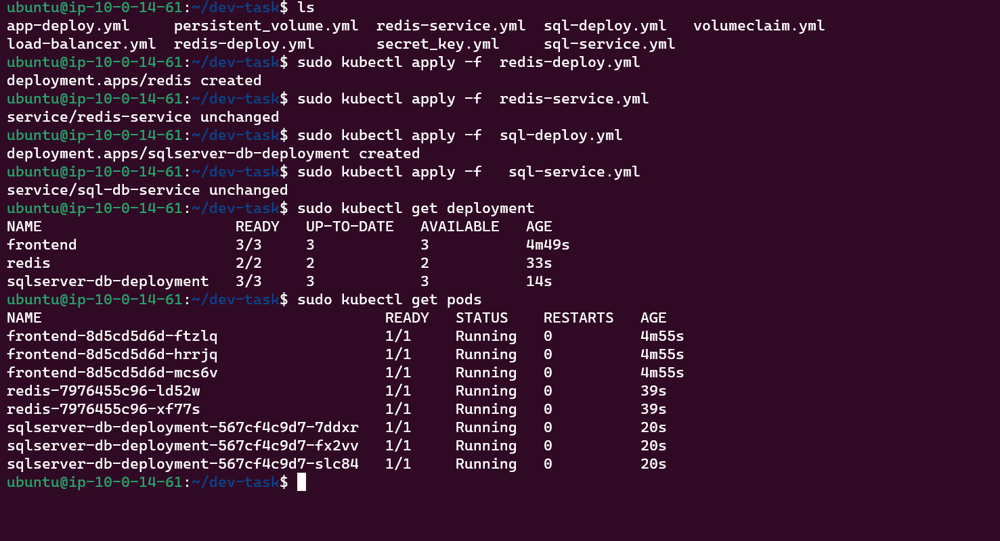 ubuntu@ip-10-0-14-61:~/dev-task$ ls
app-deploy.yml     persistent_volume.yml  redis-service.yml  sql-deploy.yml   volumeclaim.yml
load-balancer.yml  redis-deploy.yml       secret_key.yml     sql-service.yml
ubuntu@ip-10-0-14-61:~/dev-task$ sudo kubectl apply -f  redis-deploy.yml
deployment.apps/redis created
ubuntu@ip-10-0-14-61:~/dev-task$ sudo kubectl apply -f  redis-service.yml
service/redis-service unchanged
ubuntu@ip-10-0-14-61:~/dev-task$ sudo kubectl apply -f  sql-deploy.yml
deployment.apps/sqlserver-db-deployment created
ubuntu@ip-10-0-14-61:~/dev-task$ sudo kubectl apply -f   sql-service.yml
service/sql-db-service unchanged
ubuntu@ip-10-0-14-61:~/dev-task$ sudo kubectl get deployment
NAME                      READY   UP-TO-DATE   AVAILABLE   AGE
frontend                  3/3     3            3           4m49s
redis                     2/2     2            2           33s
sqlserver-db-deployment   3/3     3            3           14s
ubuntu@ip-10-0-14-61:~/dev-task$ sudo kubectl get pods
NAME                                       READY   STATUS    RESTARTS   AGE
frontend-8d5cd5d6d-ftzlq                   1/1     Running   0          4m55s
frontend-8d5cd5d6d-hrrjq                   1/1     Running   0          4m55s
frontend-8d5cd5d6d-mcs6v                   1/1     Running   0          4m55s
redis-7976455c96-ld52w                     1/1     Running   0          39s
redis-7976455c96-xf77s                     1/1     Running   0          39s
sqlserver-db-deployment-567cf4c9d7-7ddxr   1/1     Running   0          20s
sqlserver-db-deployment-567cf4c9d7-fx2vv   1/1     Running   0          20s
sqlserver-db-deployment-567cf4c9d7-slc84   1/1     Running   0          20s
ubuntu@ip-10-0-14-61:~/dev-task$